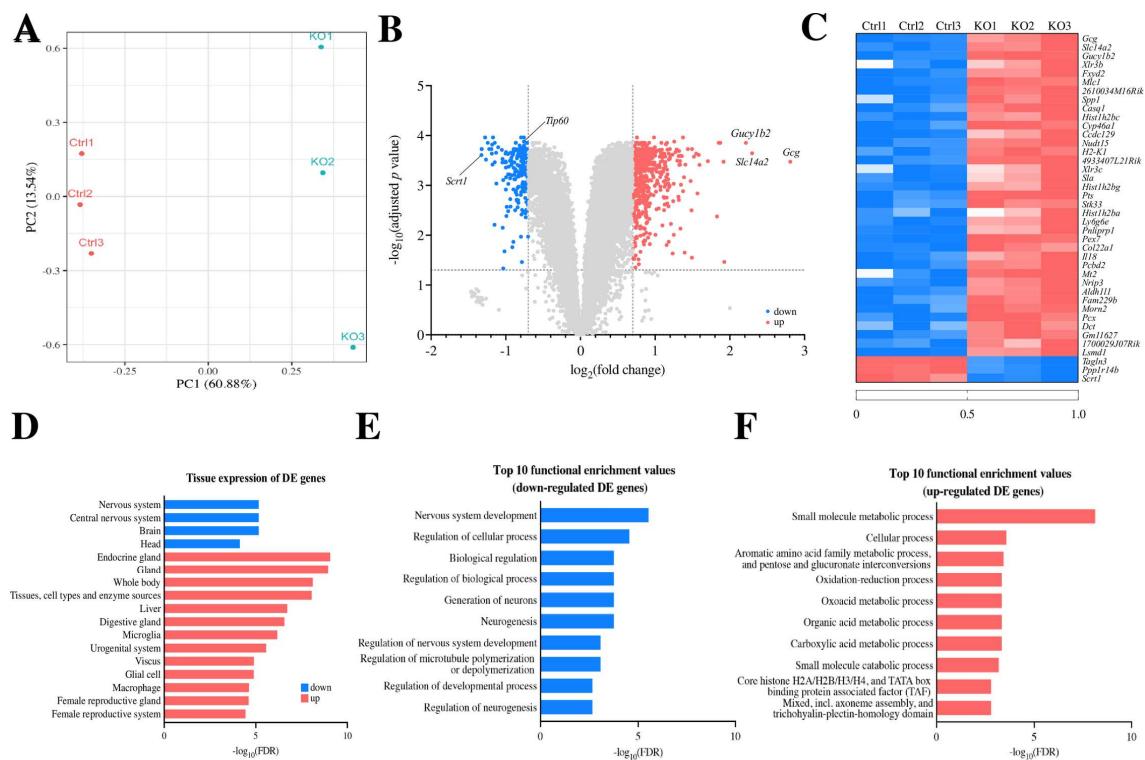 A
KO1
0.6
0.3
0.0
-0.3
-0.6
Ctrl1
Ctrl2
Ctrl3
KO2
KO3
PC2 (13.54%)
-0.25
0.00
0.25
PC1 (60.88%)
B
5
4
3
2
1
0
-log10(adjusted p value)
Tip60
Scrt1
Gucy1b2
Slc14a2
Gcg
down
up
-2
-1
0
1
2
3
log2(fold change)
C
Ctrl1 Ctrl2 Ctrl3 KO1 KO2 KO3
Gcg
Slc14a2
Gucy1b2
Xlr3b
Fxyd2
Mlc1
2610034M16Rik
Spp1
Casq1
Hist1h2bc
Cyp46a1
Ccdc129
Nudt15
H2-K1
4933407L21Rik
Xlr3c
Sla
Hist1h2bg
Pts
Stk33
Hist1h2ba
Ly6g6e
Pnliprp1
Pex7
Col22a1
Il18
Pcbd2
Mt2
Nrip3
Aldh1l1
Fam229b
Morn2
Pcx
Dct
Gm11627
1700029J07Rik
Lsmd1
Tagln3
Ppp1r14b
Scrt1
0 0.5 1.0
D
Tissue expression of DE genes
Nervous system
Central nervous system
Brain
Head
Endocrine gland
Gland
Whole body
Tissues, cell types and enzyme sources
Liver
Digestive gland
Microglia
Urogenital system
Viscus
Glial cell
Macrophage
Female reproductive gland
Female reproductive system
down
up
0 5 10
-log10(FDR)
E
Top 10 functional enrichment values
(down-regulated DE genes)
Nervous system development
Regulation of cellular process
Biological regulation
Regulation of biological process
Generation of neurons
Neurogenesis
Regulation of nervous system development
Regulation of microtubule polymerization
or depolymerization
Regulation of developmental process
Regulation of neurogenesis
0 5 10
-log10(FDR)
F
Top 10 functional enrichment values
(up-regulated DE genes)
Small molecule metabolic process
Cellular process
Aromatic amino acid family metabolic process,
and pentose and glucuronate interconversions
Oxidation-reduction process
Oxoacid metabolic process
Organic acid metabolic process
Carboxylic acid metabolic process
Small molecule catabolic process
Core histone H2A/H2B/H3/H4, and TATA box
binding protein associated factor (TAF)
Mixed, incl. axoneme assembly, and
trichohyalin-plectin-homology domain
0 5 10
-log10(FDR)